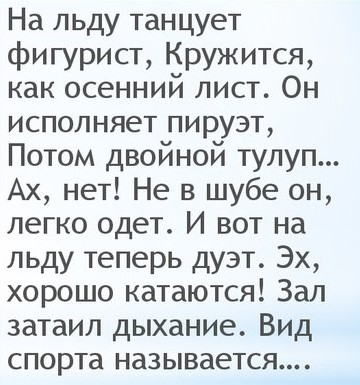 На льду танцует
фигурист, Кружится,
как осенний лист. Он
исполняет пируэт,
Потом двойной тулуп…
Ах, нет! Не в шубе он,
легко одет. И вот на
льду теперь дуэт. Эх,
хорошо катаются! Зал
затаил дыхание. Вид
спорта называется….